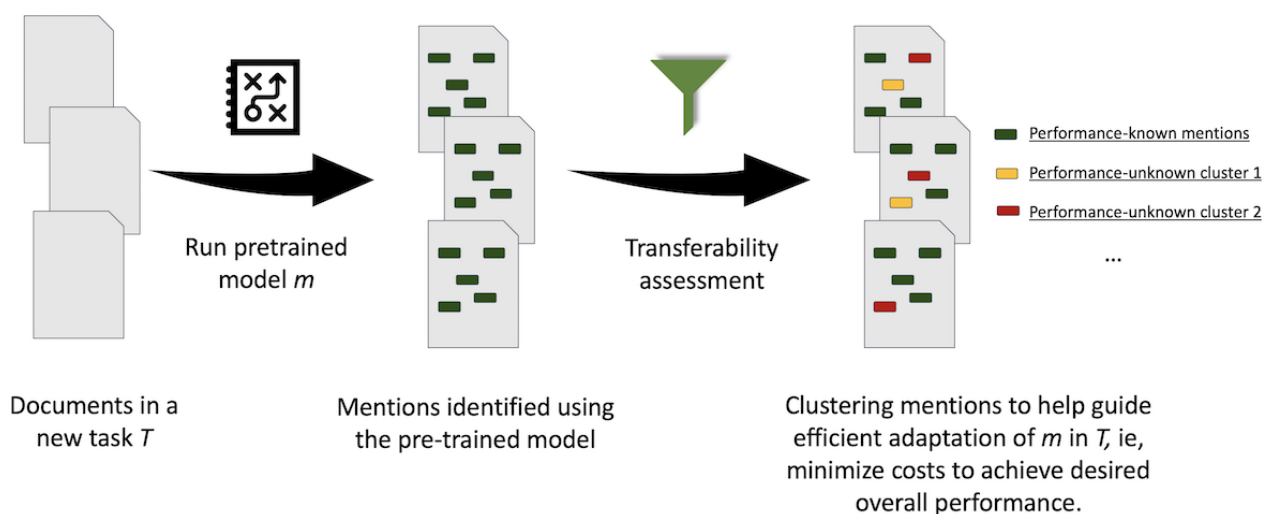 Run pretrained
model m
Transferability
assessment
Performance-known mentions
Performance-unknown cluster 1
Performance-unknown cluster 2
...
Documents in a
new task T
Mentions identified using
the pre-trained model
Clustering mentions to help guide
efficient adaptation of m in T, ie,
minimize costs to achieve desired
overall performance.